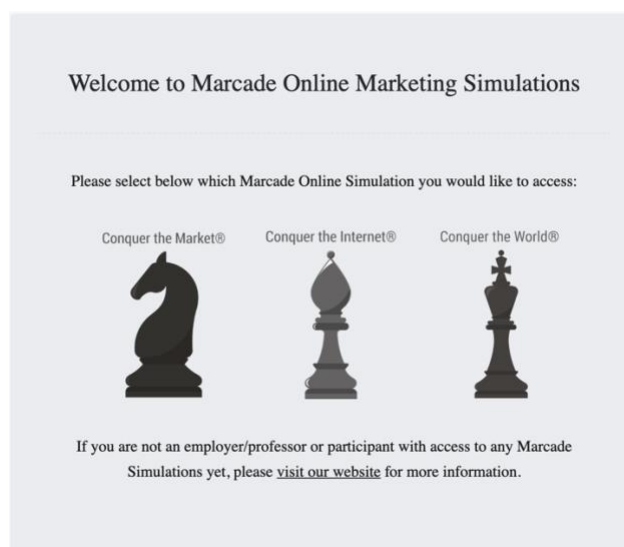 Welcome to Marcade Online Marketing Simulations
Please select below which Marcade Online Simulation you would like to access:
Conquer the Market® Conquer the Internet® Conquer the World®
If you are not an employer/professor or participant with access to any Marcade
Simulations yet, please visit our website for more information.